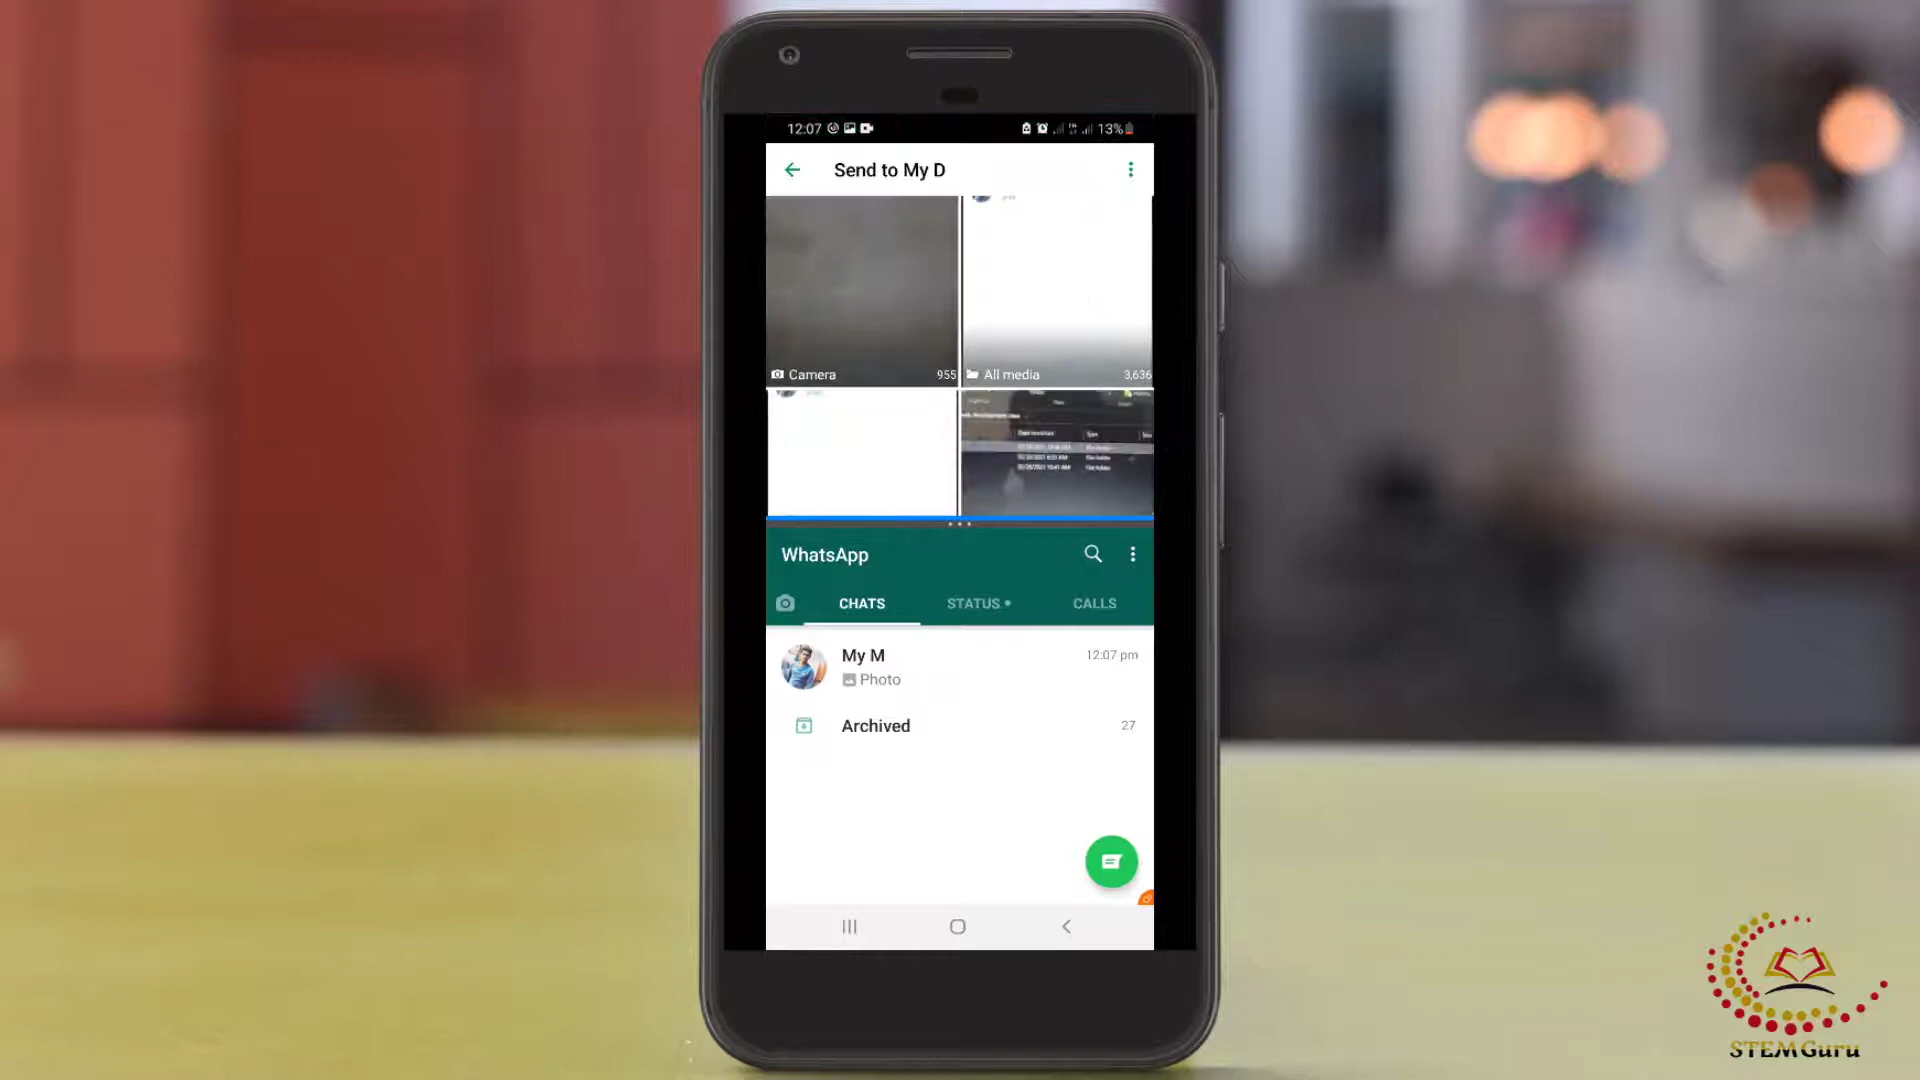 12:07 13%
Send to My D
Camera 955 All media 3,636
Type
WhatsApp
CHATS STATUS CALLS
My M 12:07 pm
Photo
Archived 27
STEM Guru